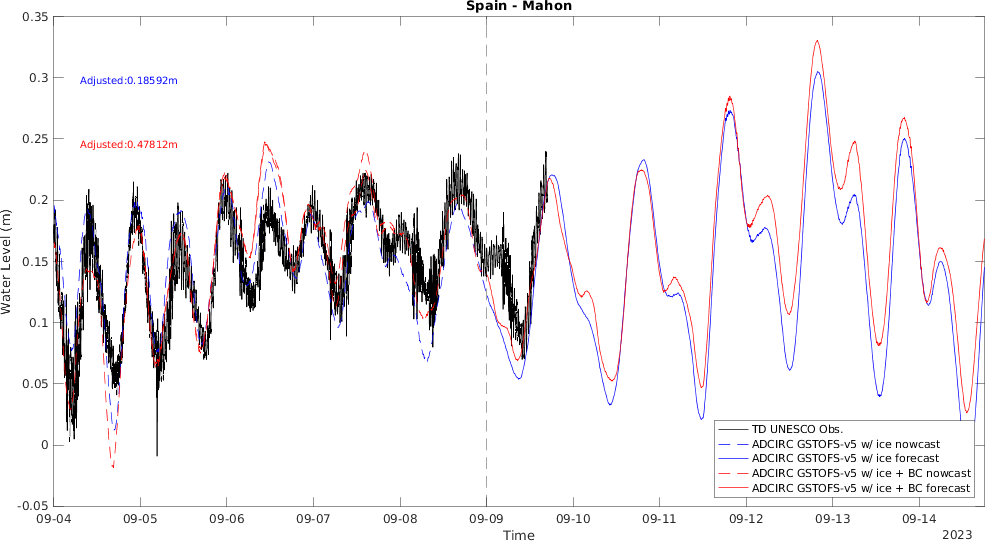 Spain - Mahon
0.35
0.3
0.25
0.2
0.15
0.1
0.05
0
-0.05
Water Level (m)
Adjusted:0.18592m
Adjusted:0.47812m
TD UNESCO Obs.
ADCIRC GSTOFS-v5 w/ ice nowcast
ADCIRC GSTOFS-v5 w/ ice forecast
ADCIRC GSTOFS-v5 w/ ice + BC nowcast
ADCIRC GSTOFS-v5 w/ ice + BC forecast
09-04 09-05 09-06 09-07 09-08 09-09 09-10 09-11 09-12 09-13 09-14
Time
2023